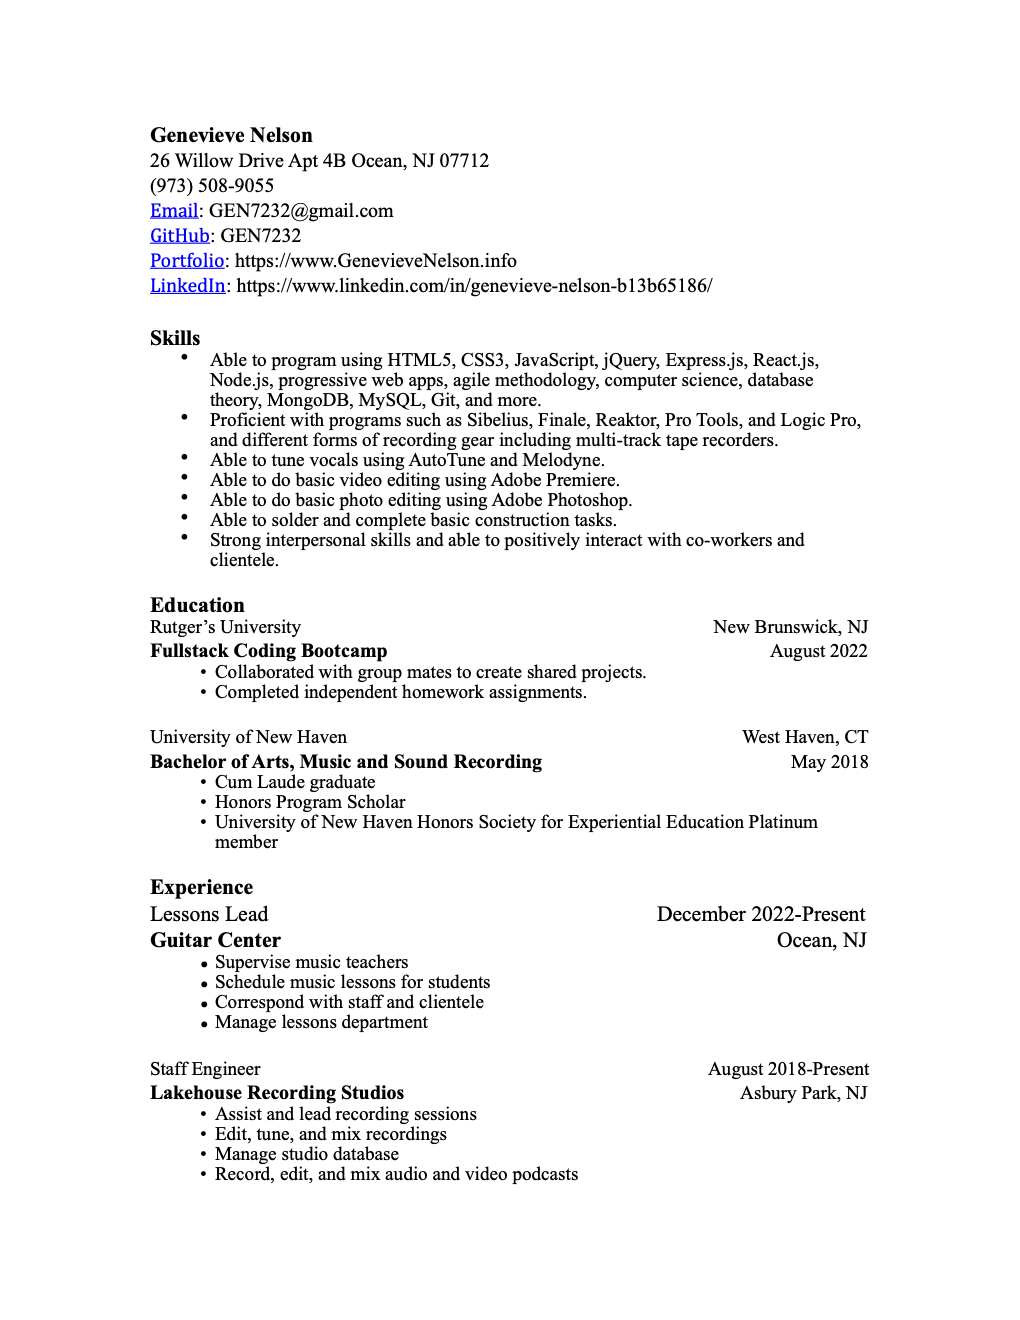 Genevieve Nelson
26 Willow Drive Apt 4B Ocean, NJ 07712
(973) 508-9055
Email: GEN7232@gmail.com
GitHub: GEN7232
Portfolio: https://www.GenevieveNelson.info
LinkedIn: https://www.linkedin.com/in/genevieve-nelson-b13b65186/
Skills
• Able to program using HTML5, CSS3, JavaScript, jQuery, Express.js, React.js,
Node.js, progressive web apps, agile methodology, computer science, database
theory, MongoDB, MySQL, Git, and more.
• Proficient with programs such as Sibelius, Finale, Reaktor, Pro Tools, and Logic Pro,
and different forms of recording gear including multi-track tape recorders.
• Able to tune vocals using AutoTune and Melodyne.
• Able to do basic video editing using Adobe Premiere.
• Able to do basic photo editing using Adobe Photoshop.
• Able to solder and complete basic construction tasks.
• Strong interpersonal skills and able to positively interact with co-workers and
clientele.
Education
Rutger’s University New Brunswick, NJ
Fullstack Coding Bootcamp August 2022
• Collaborated with group mates to create shared projects.
• Completed independent homework assignments.
University of New Haven West Haven, CT
Bachelor of Arts, Music and Sound Recording May 2018
• Cum Laude graduate
• Honors Program Scholar
• University of New Haven Honors Society for Experiential Education Platinum
member
Experience
Lessons Lead December 2022-Present
Guitar Center Ocean, NJ
• Supervise music teachers
• Schedule music lessons for students
• Correspond with staff and clientele
• Manage lessons department
Staff Engineer August 2018-Present
Lakehouse Recording Studios Asbury Park, NJ
• Assist and lead recording sessions
• Edit, tune, and mix recordings
• Manage studio database
• Record, edit, and mix audio and video podcasts